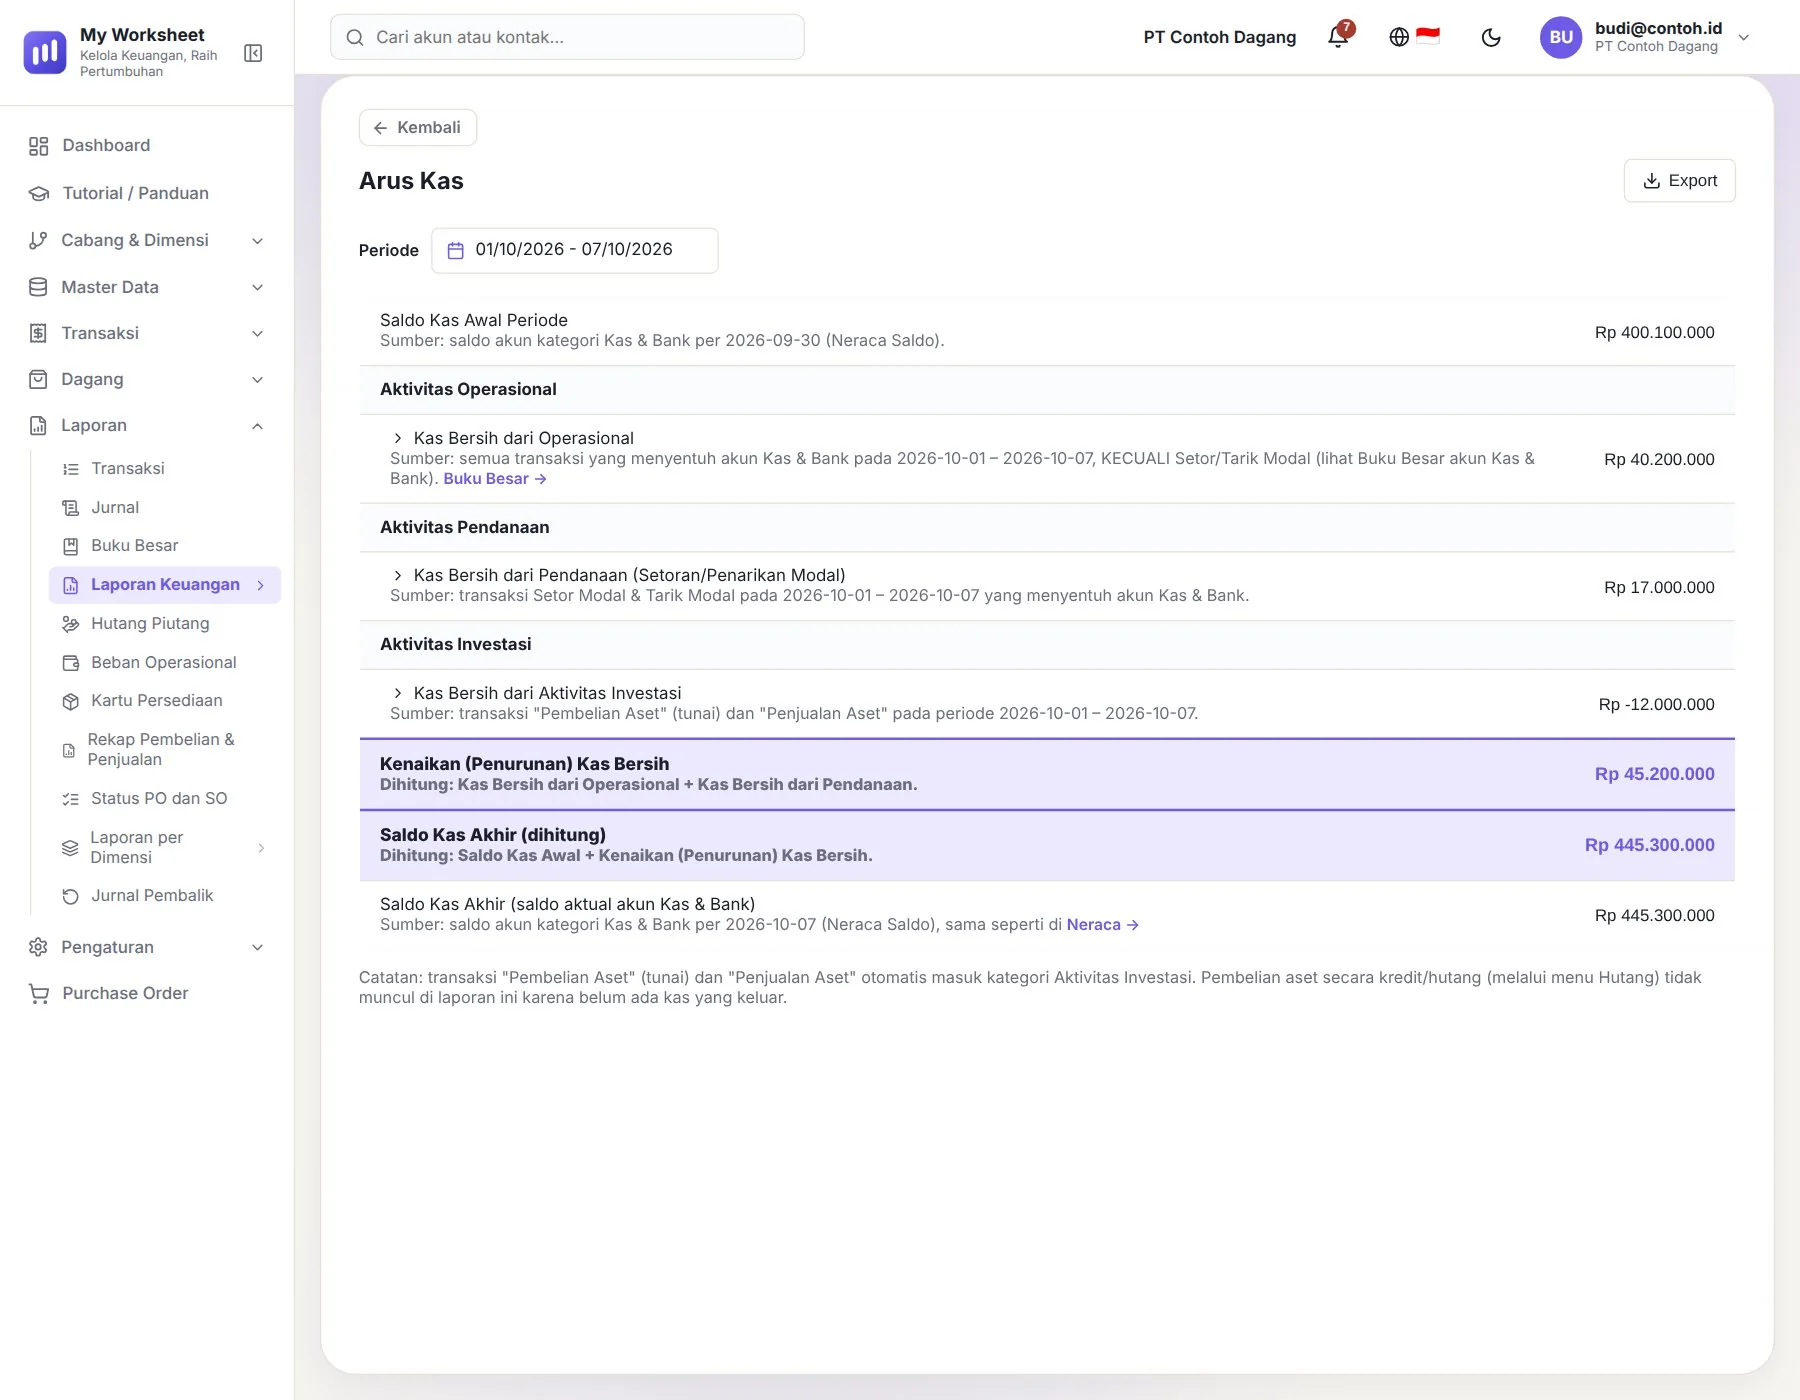 My Worksheet
Kelola Keuangan, Raih
Pertumbuhan
Cari akun atau kontak...
PT Contoh Dagang
7
BU
budi@contoh.id
PT Contoh Dagang
Dashboard
Tutorial / Panduan
Cabang & Dimensi
Master Data
Transaksi
Dagang
Laporan
Transaksi
Jurnal
Buku Besar
Laporan Keuangan
Hutang Piutang
Beban Operasional
Kartu Persediaan
Rekap Pembelian &
Penjualan
Status PO dan SO
Laporan per
Dimensi
Jurnal Pembalik
Pengaturan
Purchase Order
Kembali
Arus Kas
Export
Periode
01/10/2026 - 07/10/2026
Saldo Kas Awal Periode
Sumber: saldo akun kategori Kas & Bank per 2026-09-30 (Neraca Saldo).
Rp 400.100.000
Aktivitas Operasional
Kas Bersih dari Operasional
Sumber: semua transaksi yang menyentuh akun Kas & Bank pada 2026-10-01 – 2026-10-07, KECUALI Setor/Tarik Modal (lihat Buku Besar akun Kas &
Bank). Buku Besar →
Rp 40.200.000
Aktivitas Pendanaan
Kas Bersih dari Pendanaan (Setoran/Penarikan Modal)
Sumber: transaksi Setor Modal & Tarik Modal pada 2026-10-01 – 2026-10-07 yang menyentuh akun Kas & Bank.
Rp 17.000.000
Aktivitas Investasi
Kas Bersih dari Aktivitas Investasi
Sumber: transaksi "Pembelian Aset" (tunai) dan "Penjualan Aset" pada periode 2026-10-01 – 2026-10-07.
Rp -12.000.000
Kenaikan (Penurunan) Kas Bersih
Dihitung: Kas Bersih dari Operasional + Kas Bersih dari Pendanaan.
Rp 45.200.000
Saldo Kas Akhir (dihitung)
Dihitung: Saldo Kas Awal + Kenaikan (Penurunan) Kas Bersih.
Rp 445.300.000
Saldo Kas Akhir (saldo aktual akun Kas & Bank)
Sumber: saldo akun kategori Kas & Bank per 2026-10-07 (Neraca Saldo), sama seperti di Neraca →
Rp 445.300.000
Catatan: transaksi "Pembelian Aset" (tunai) dan "Penjualan Aset" otomatis masuk kategori Aktivitas Investasi. Pembelian aset secara kredit/hutang (melalui menu Hutang) tidak
muncul di laporan ini karena belum ada kas yang keluar.